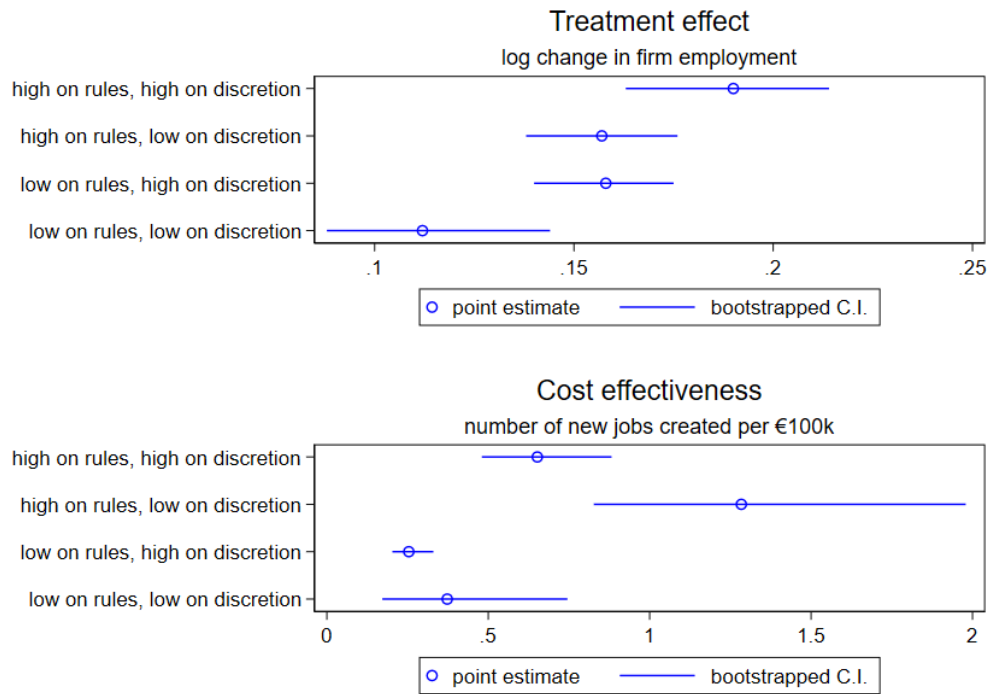 Treatment effect
log change in firm employment
high on rules, high on discretion
high on rules, low on discretion
low on rules, high on discretion
low on rules, low on discretion
.1 .15 .2 .25
point estimate bootstrapped C.I.
Cost effectiveness
number of new jobs created per €100k
high on rules, high on discretion
high on rules, low on discretion
low on rules, high on discretion
low on rules, low on discretion
0 .5 1 1.5 2
point estimate bootstrapped C.I.